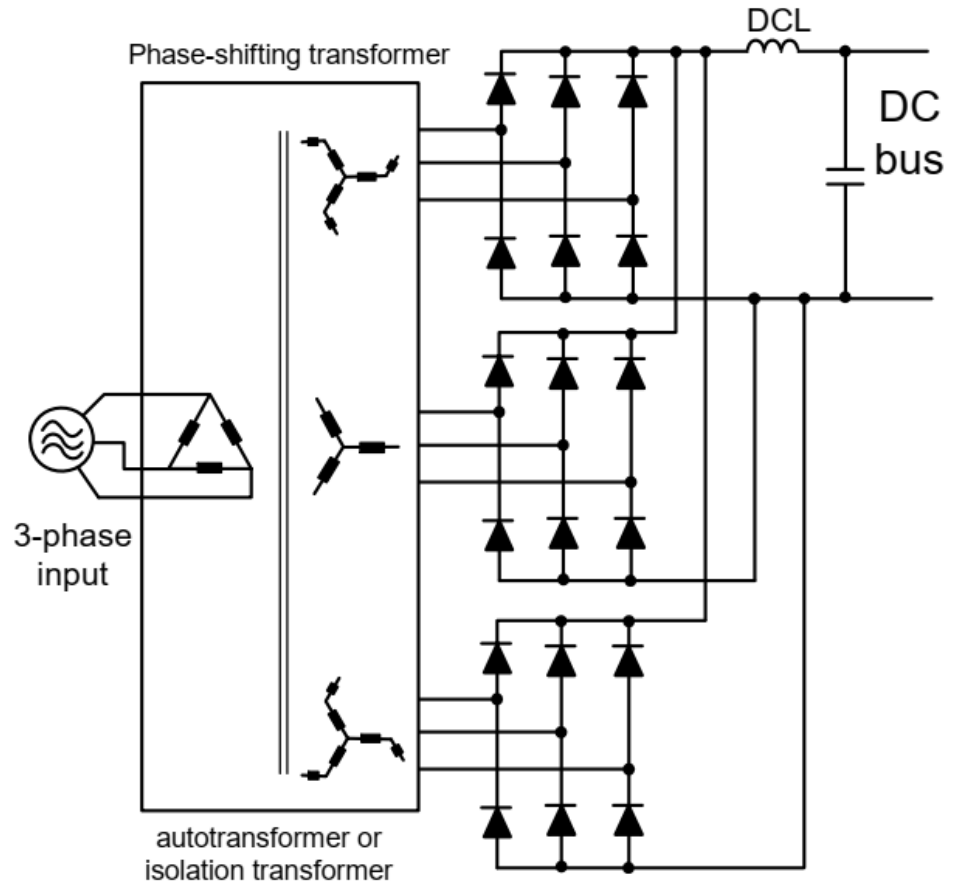 DCL
Phase-shifting transformer
DC
bus
3-phase
input
autotransformer or
isolation transformer